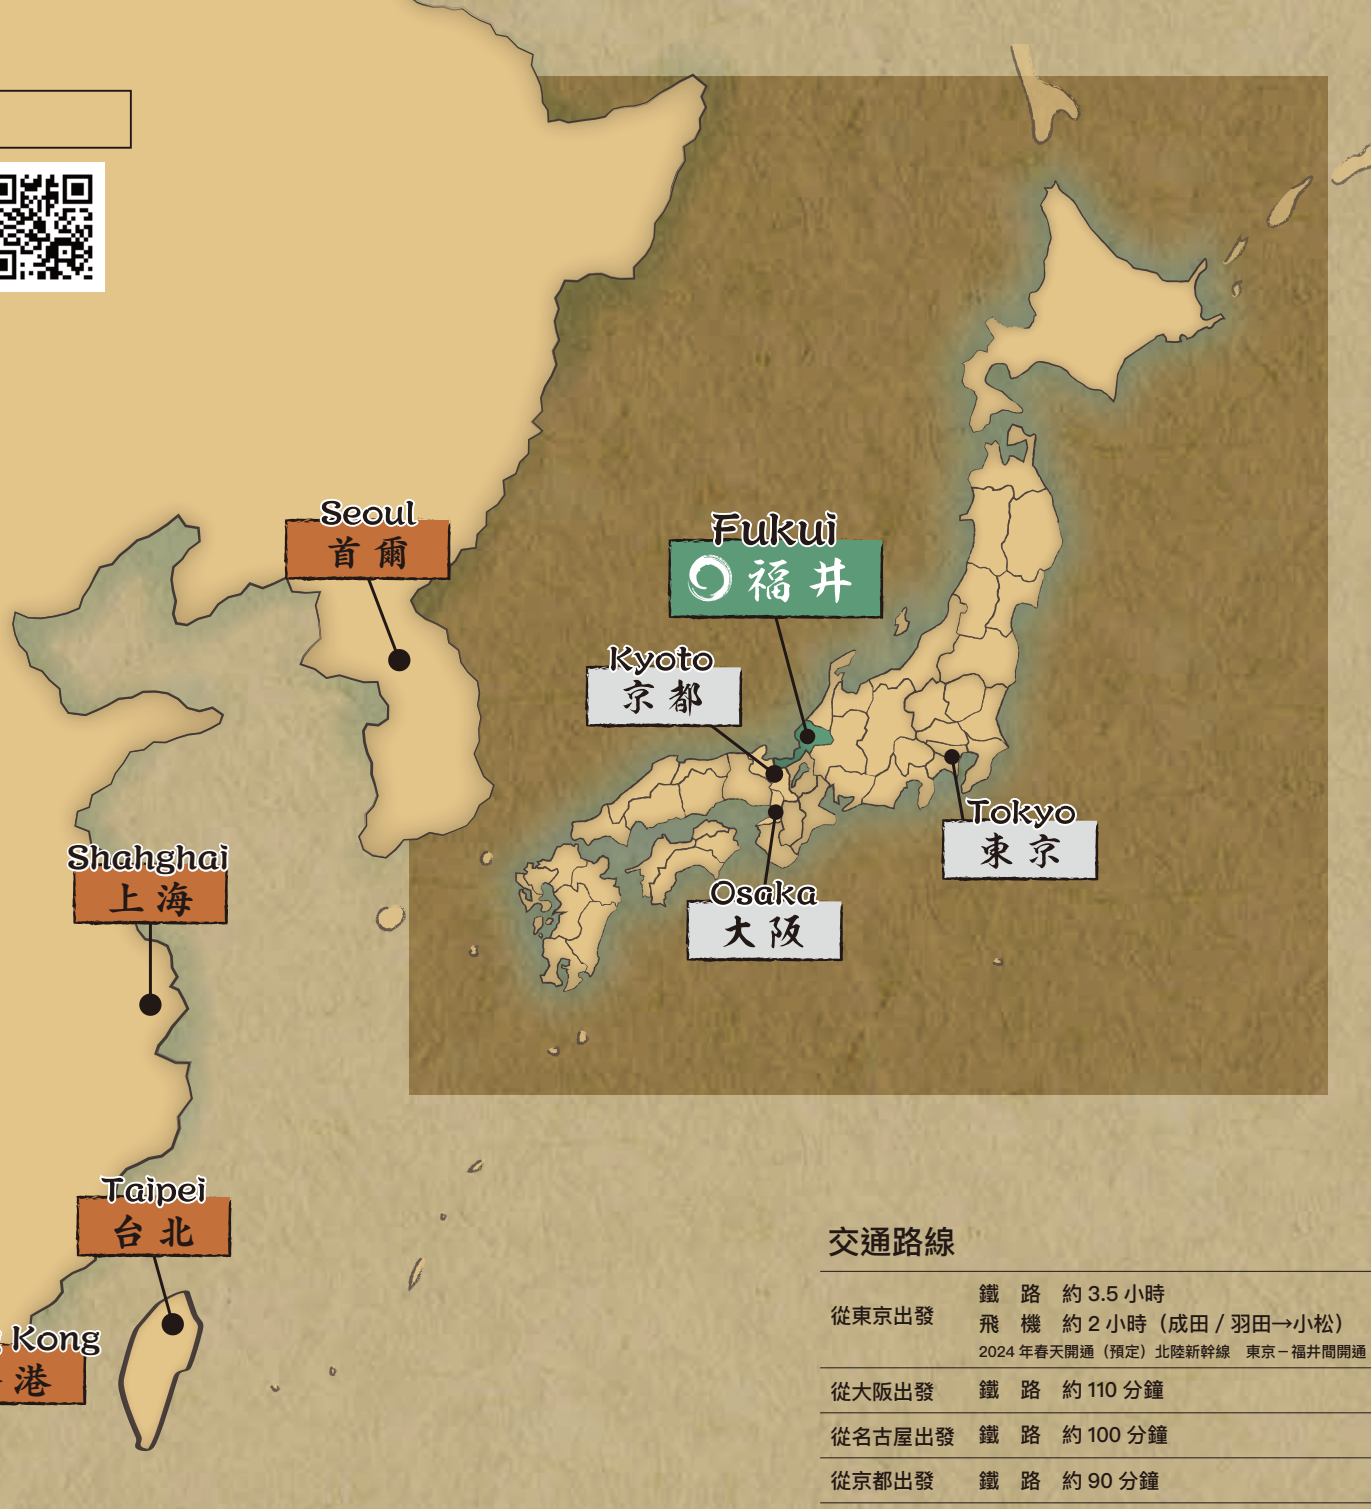 Seoul
首爾
Fukui
福井
Kyoto
京都
Tokyo
東京
Shahghai
上海
Osaka
大阪
Taipei
台北
Kong
港
交通路線
從東京出發
鐵 路 約 3.5 小時
飛 機 約 2 小時（成田 / 羽田→小松）
2024 年春天開通（預定）北陸新幹線 東京－福井間開通
從大阪出發 鐵 路 約 110 分鐘
從名古屋出發 鐵 路 約 100 分鐘
從京都出發 鐵 路 約 90 分鐘